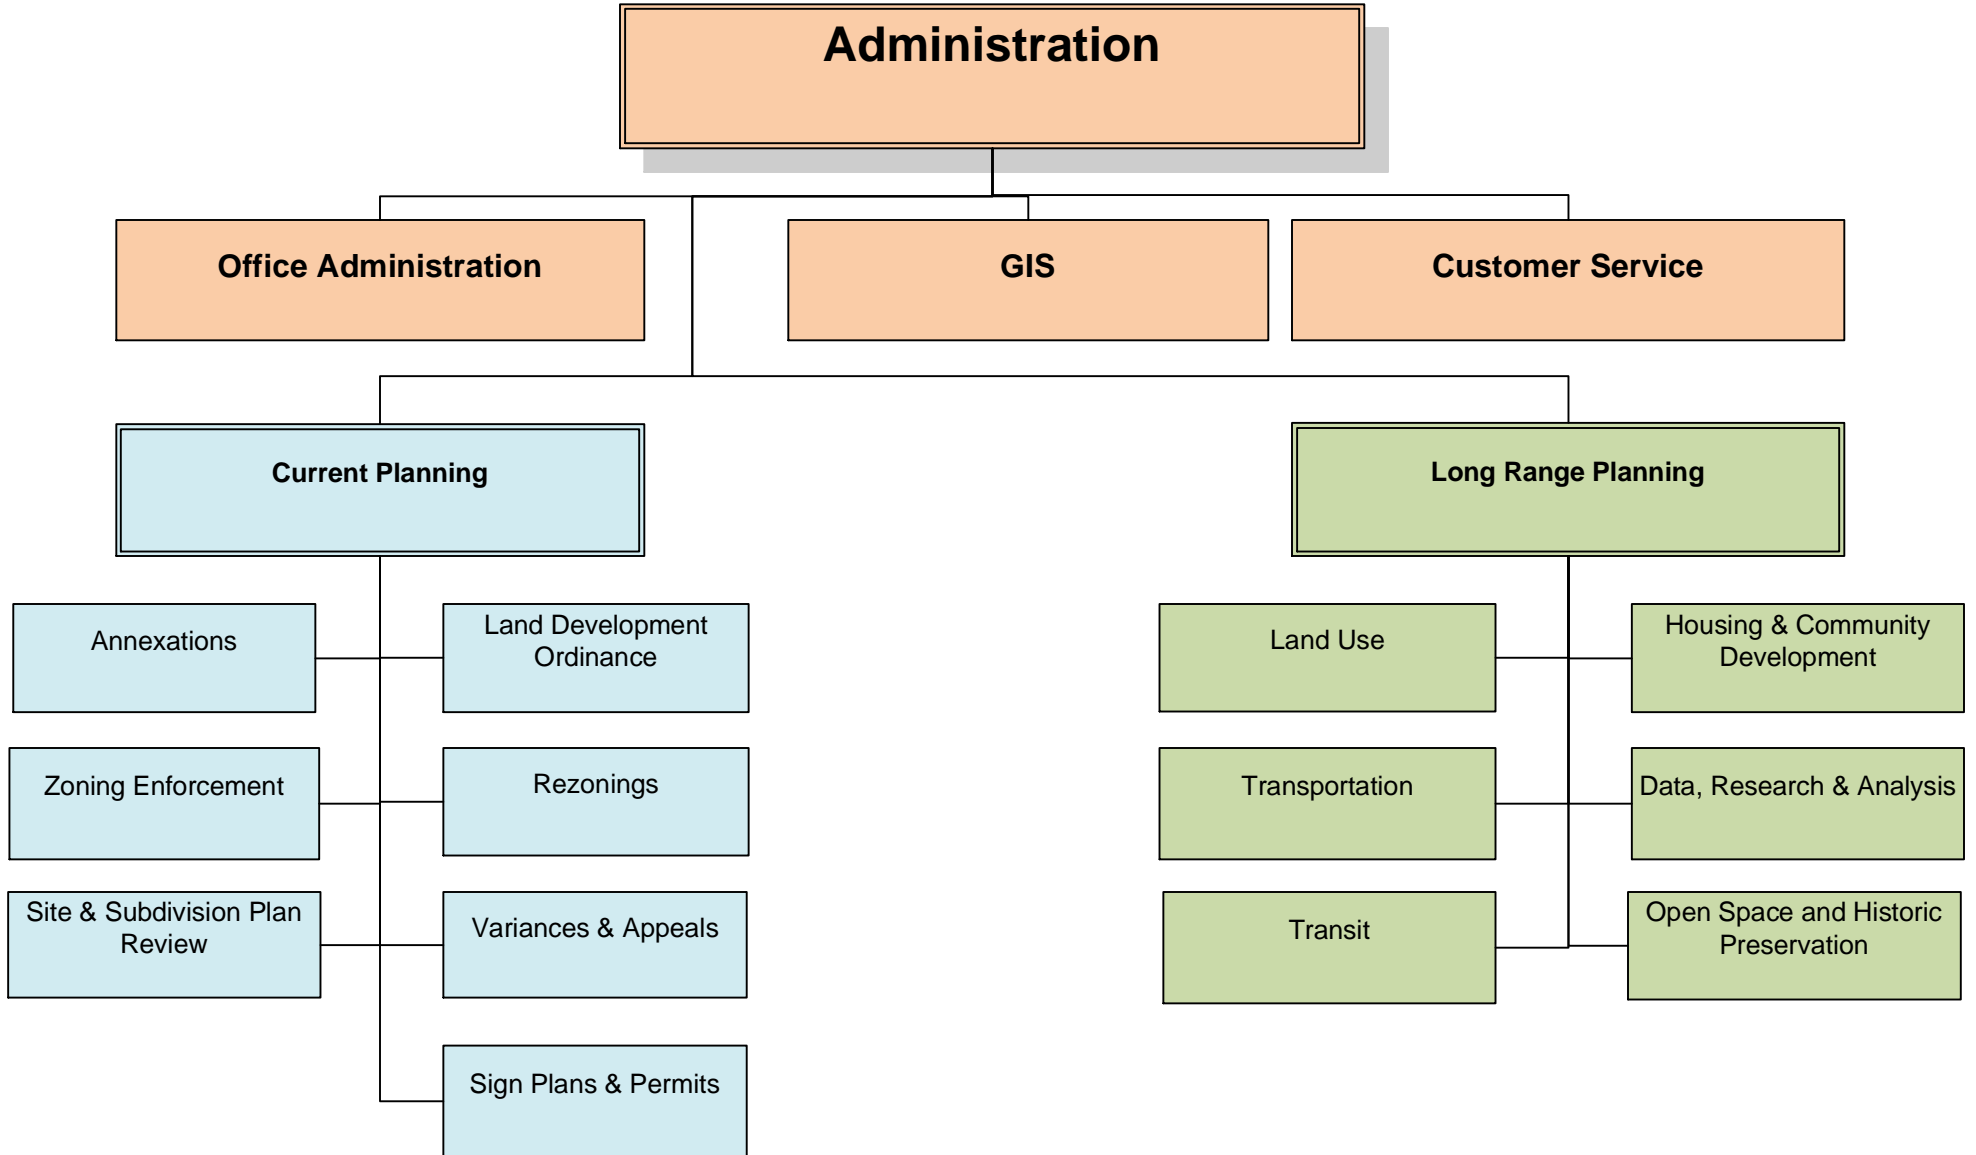 Administration
Office Administration
GIS
Customer Service
Current Planning
Long Range Planning
Annexations
Land Development
Ordinance
Land Use
Housing & Community
Development
Zoning Enforcement
Rezonings
Transportation
Data, Research & Analysis
Site & Subdivision Plan
Review
Variances & Appeals
Transit
Open Space and Historic
Preservation
Sign Plans & Permits